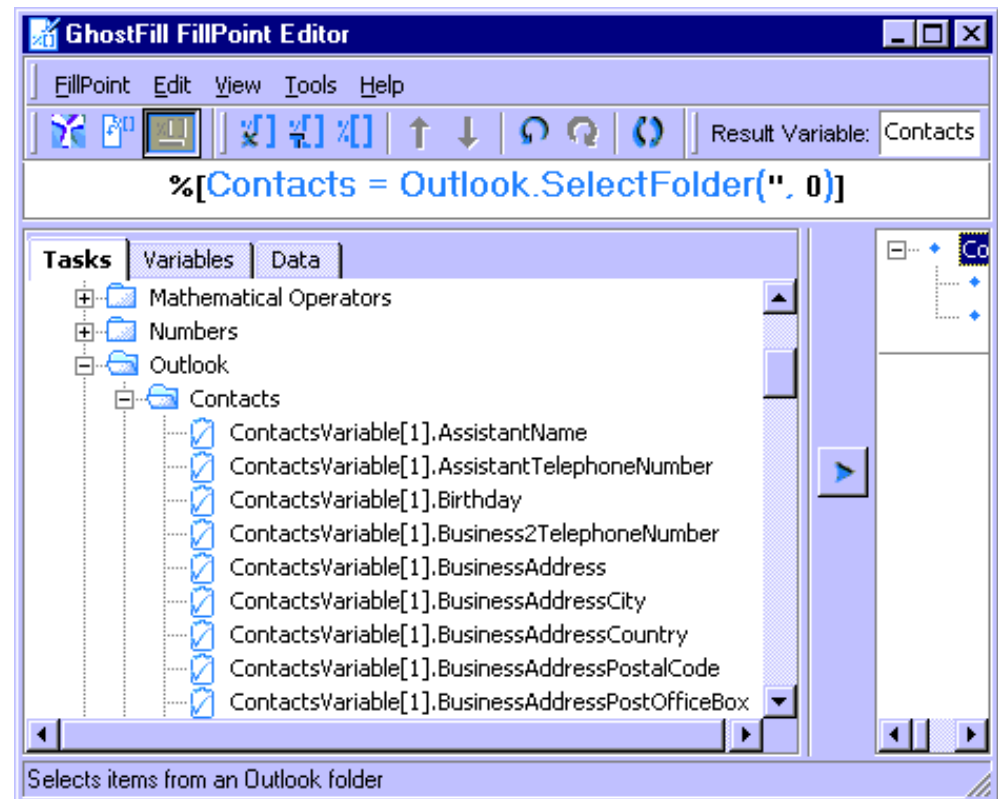 GhostFill FillPoint Editor
FillPoint Edit View Tools Help
Result Variable: Contacts
%[Contacts = Outlook.SelectFolder('', 0)]
Tasks Variables Data
Mathematical Operators
Numbers
Outlook
Contacts
ContactsVariable[1].AssistantName
ContactsVariable[1].AssistantTelephoneNumber
ContactsVariable[1].Birthday
ContactsVariable[1].Business2TelephoneNumber
ContactsVariable[1].BusinessAddress
ContactsVariable[1].BusinessAddressCity
ContactsVariable[1].BusinessAddressCountry
ContactsVariable[1].BusinessAddressPostalCode
ContactsVariable[1].BusinessAddressPostOfficeBox
Co
Selects items from an Outlook folder